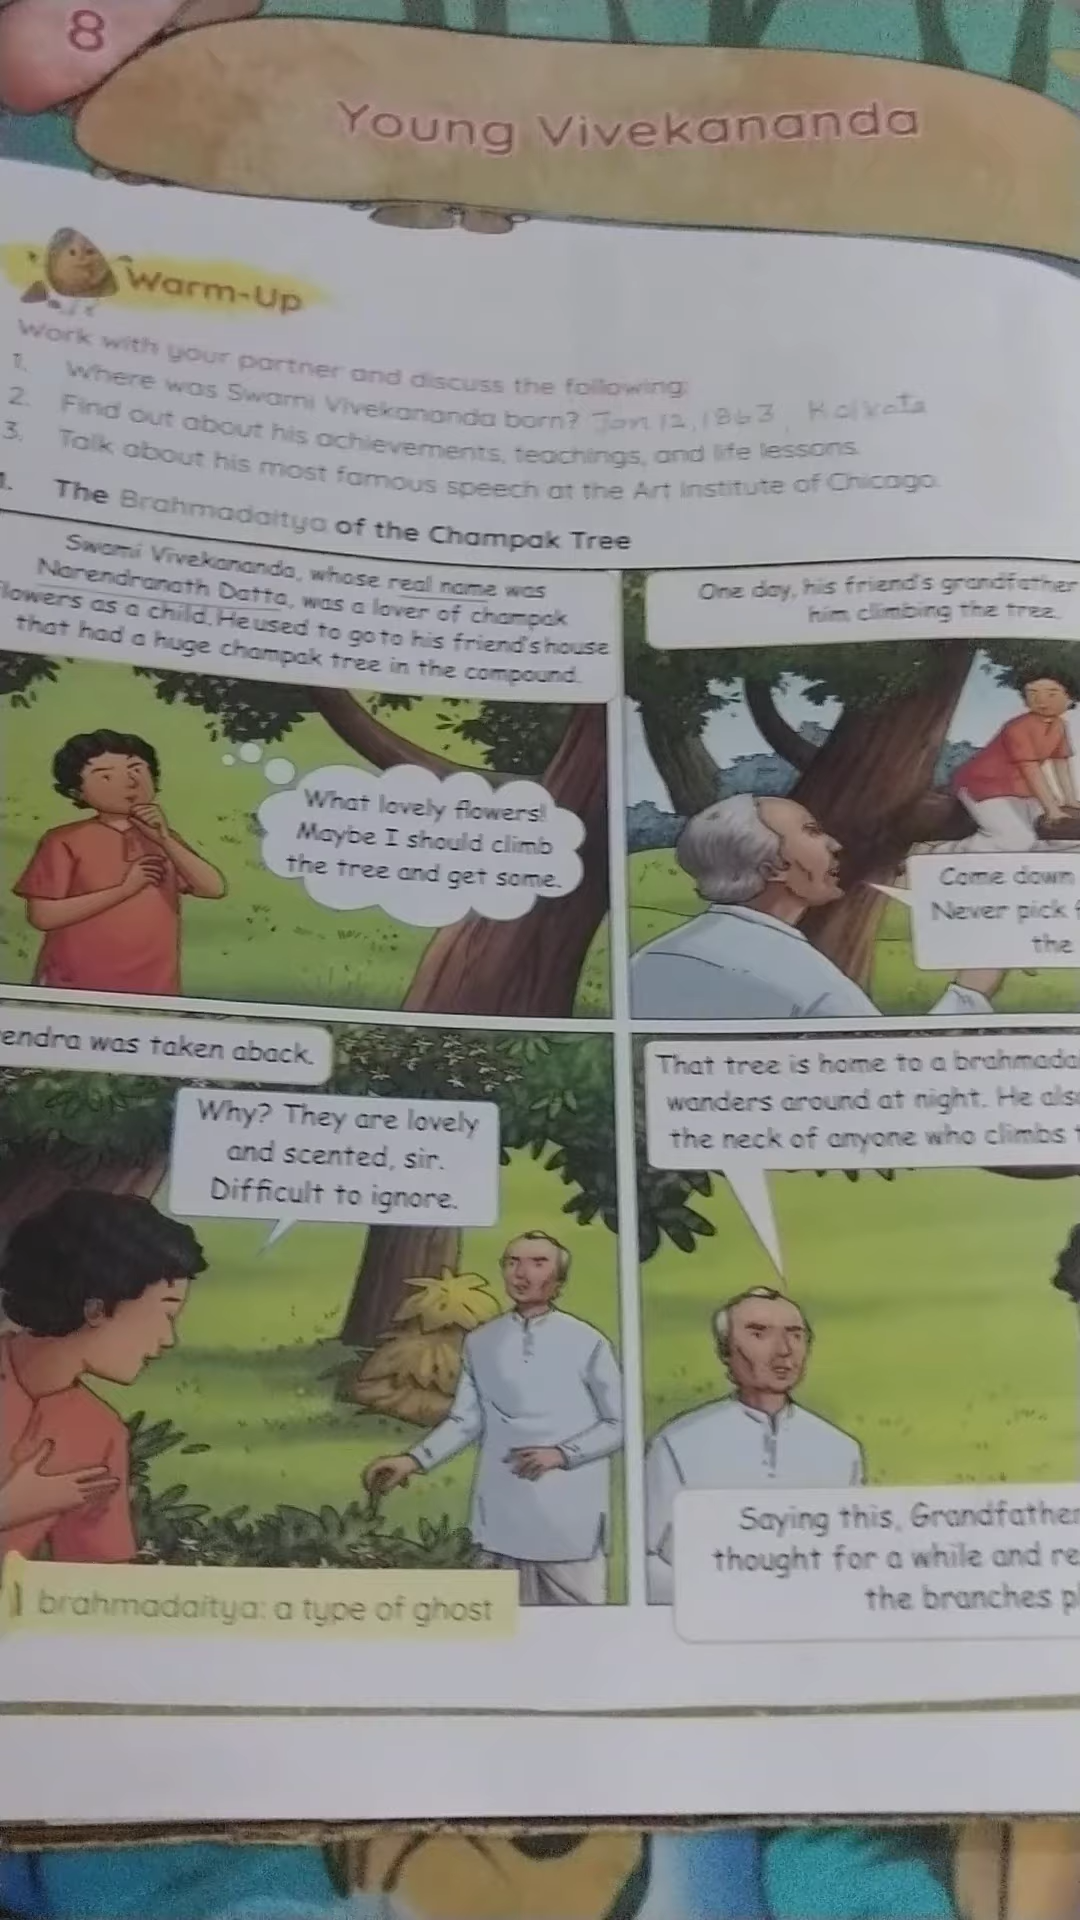 8
Young Vivekananda
Warm-Up
Work with your partner and discuss the following:
1. Where was Swami Vivekananda born? Jan 12, 1863, Kolkata
2. Find out about his achievements, teachings, and life lessons.
3. Talk about his most famous speech at the Art Institute of Chicago.
1. The Brahmadaitya of the Champak Tree
Swami Vivekananda, whose real name was
Narendranath Datta, was a lover of champak
flowers as a child. He used to go to his friend's house
that had a huge champak tree in the compound.
What lovely flowers!
Maybe I should climb
the tree and get some.
One day, his friend's grandfather
him climbing the tree.
Come down
Never pick
the
endra was taken aback.
Why? They are lovely
and scented, sir.
Difficult to ignore.
That tree is home to a brahmada
wanders around at night. He als
the neck of anyone who climbs
Saying this, Grandfather
thought for a while and re
the branches p
brahmadaitya: a type of ghost